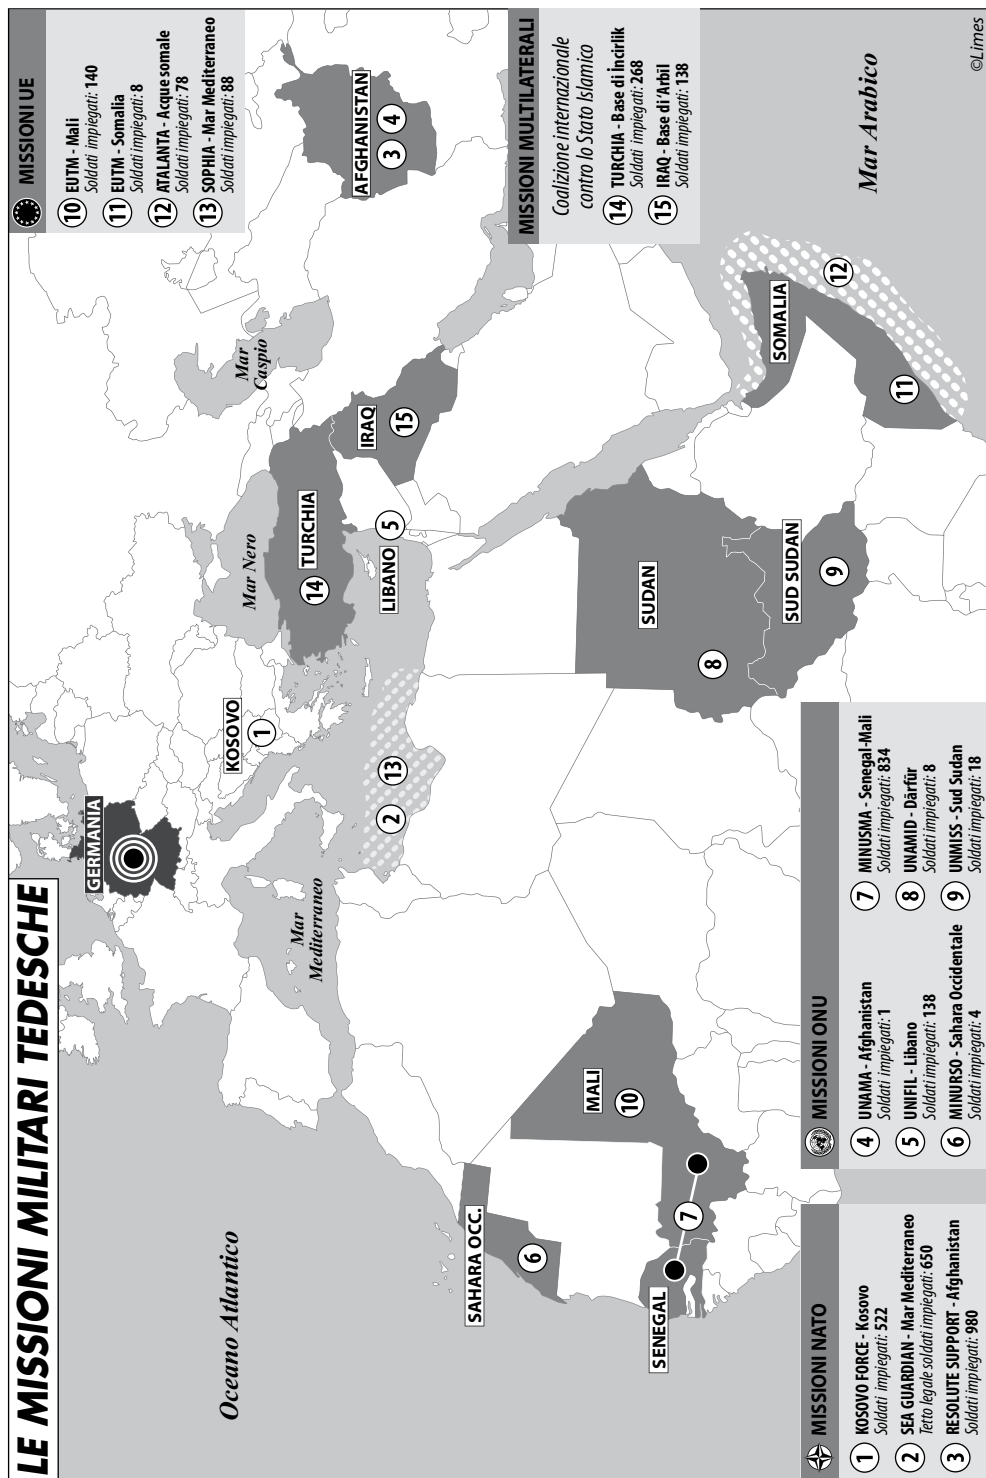 LE MISSIONI MILITARI TEDESCHE
MISSIONI UE
10 EUTM - Mali
Soldati impiegati: 140
11 EUTM - Somalia
Soldati impiegati: 8
12 ATALANTA - Acque somale
Soldati impiegati: 78
13 SOPHIA - Mar Mediterraneo
Soldati impiegati: 88
MISSIONI MULTILATERALI
Coalizione internazionale
contro lo Stato Islamico
14 TURCHIA - Base di İncirlik
Soldati impiegati: 268
15 IRAQ - Base di ‘Arbil
Soldati impiegati: 138
MISSIONI NATO
1 KOSOVO FORCE - Kosovo
Soldati impiegati: 522
2 SEA GUARDIAN - Mar Mediterraneo
Tetto legale soldati impiegati: 650
3 RESOLUTE SUPPORT - Afghanistan
Soldati impiegati: 980
MISSIONI ONU
4 UNAMA - Afghanistan
Soldati impiegati: 1
5 UNIFIL - Libano
Soldati impiegati: 138
6 MINURSO - Sahara Occidentale
Soldati impiegati: 4
7 MINUSMA - Senegal-Mali
Soldati impiegati: 834
8 UNAMID - Dārfūr
Soldati impiegati: 8
9 UNMISS - Sud Sudan
Soldati impiegati: 18
GERMANIA
KOSOVO
1
Mar Nero
Mar
Caspio
TURCHIA
14
IRAQ
15
AFGHANISTAN
3
4
LIBANO
5
Mar
Mediterraneo
2
13
Oceano Atlantico
SAHARA OCC.
6
MALI
10
SENEGAL
7
SUDAN
8
SUD SUDAN
9
SOMALIA
11
12
Mar Arabico
©Limes